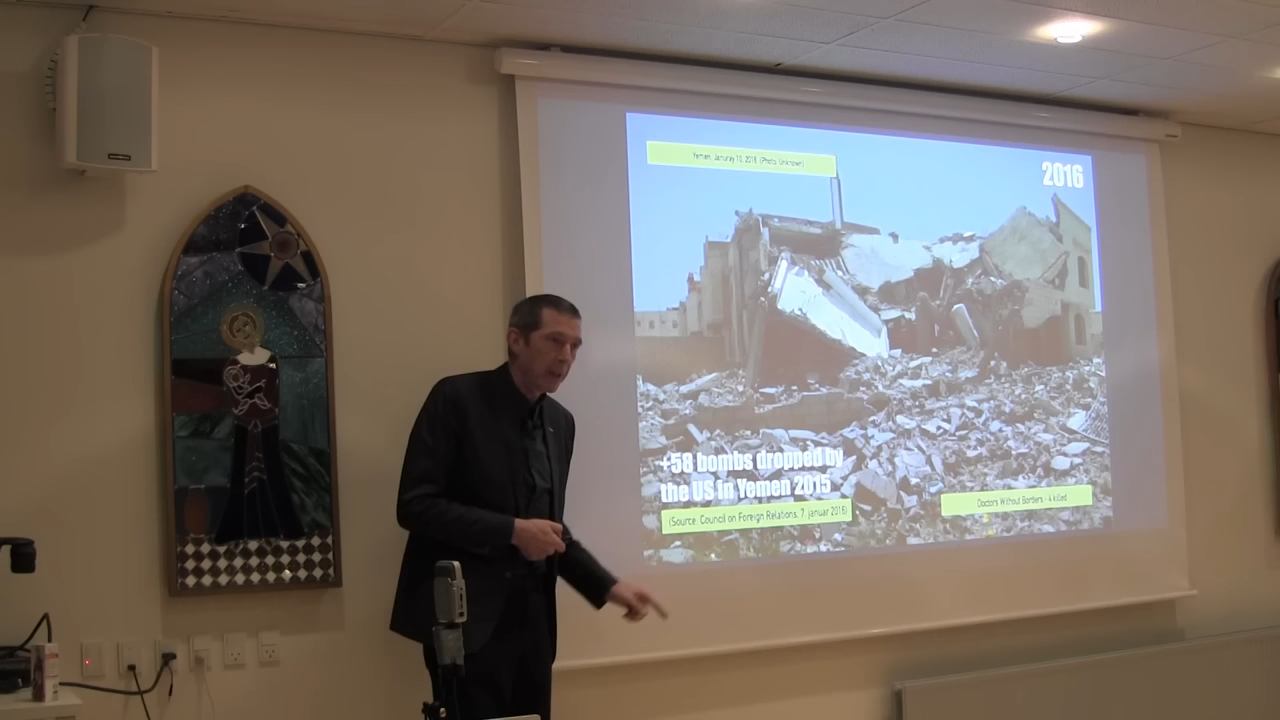 Yemen, Januray 10, 2016 (Photo: Unknown)
2016
+58 bombs dropped by
the US in Yemen 2015
(Source: Council on Foreign Relations, 7. januar 2016)
Doctors Without Borders - 4 killed